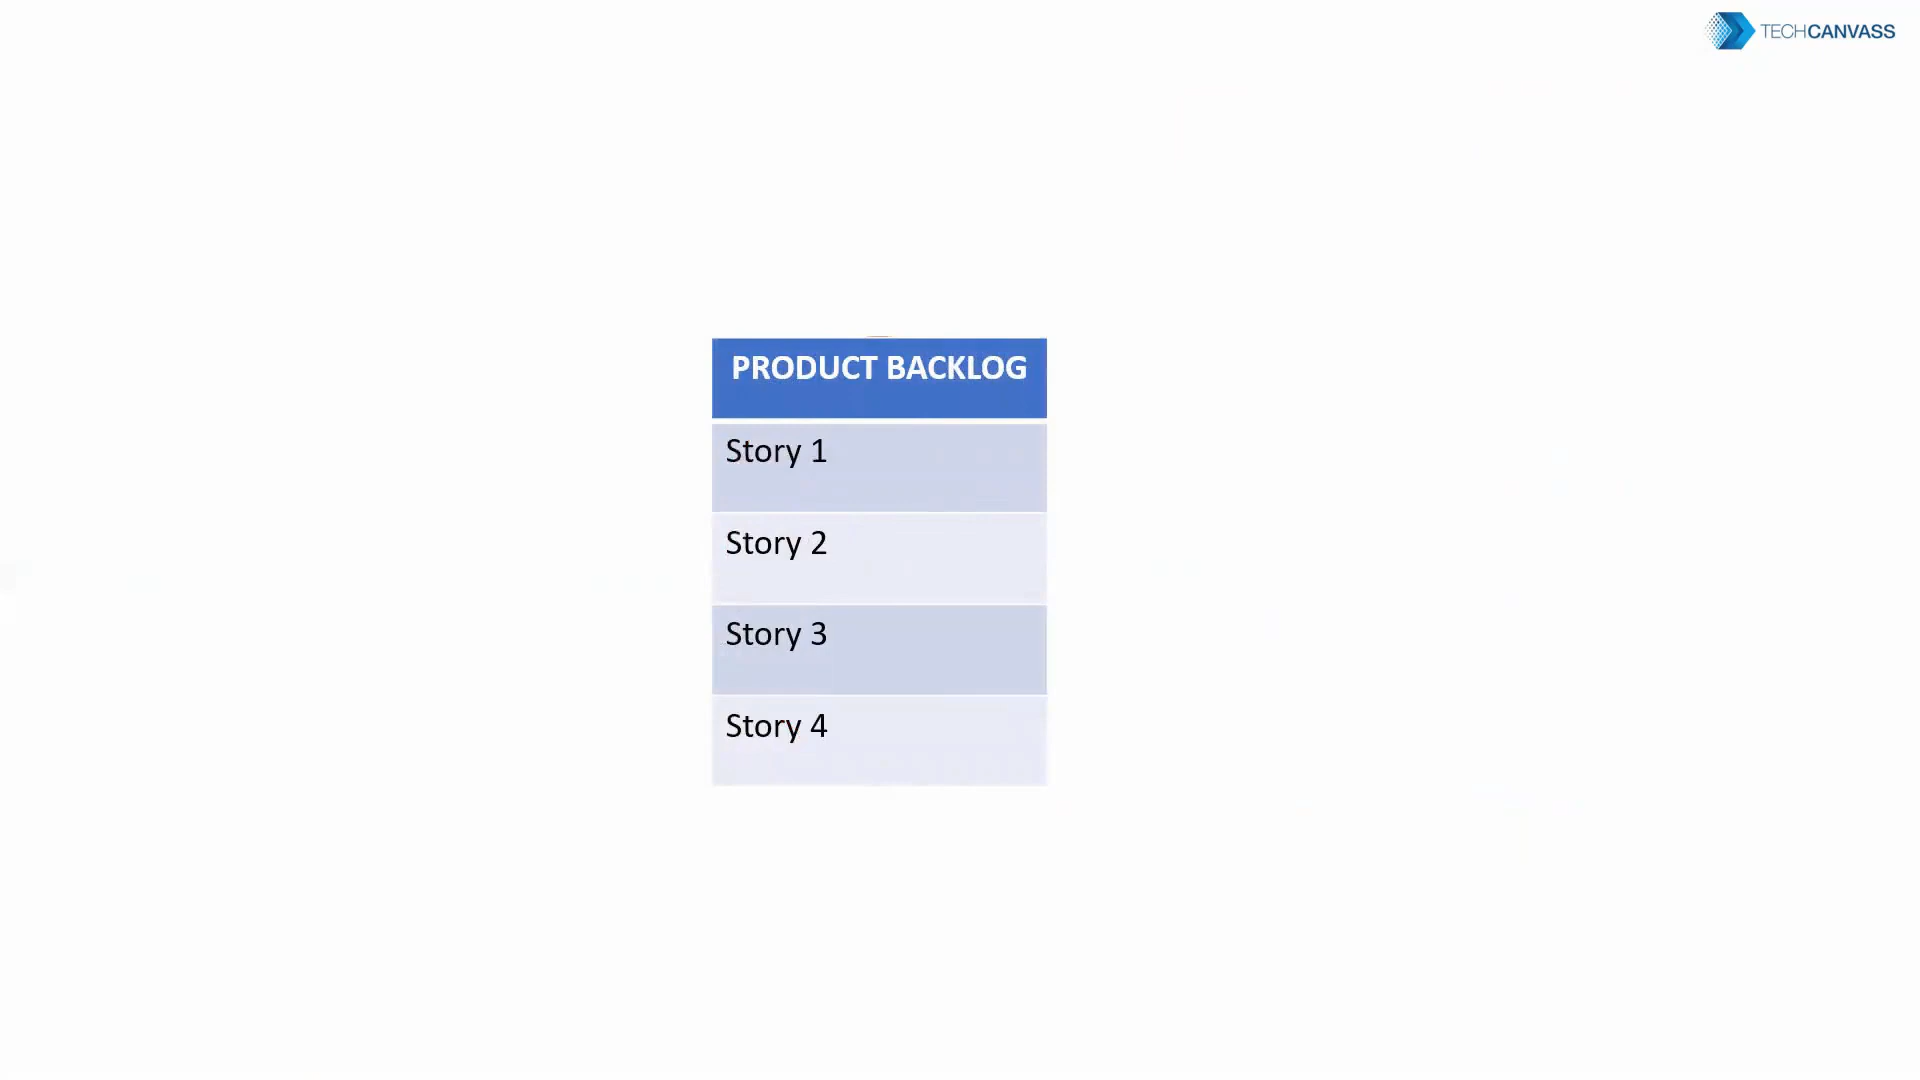 TECHCANVASS
PRODUCT BACKLOG
Story 1
Story 2
Story 3
Story 4